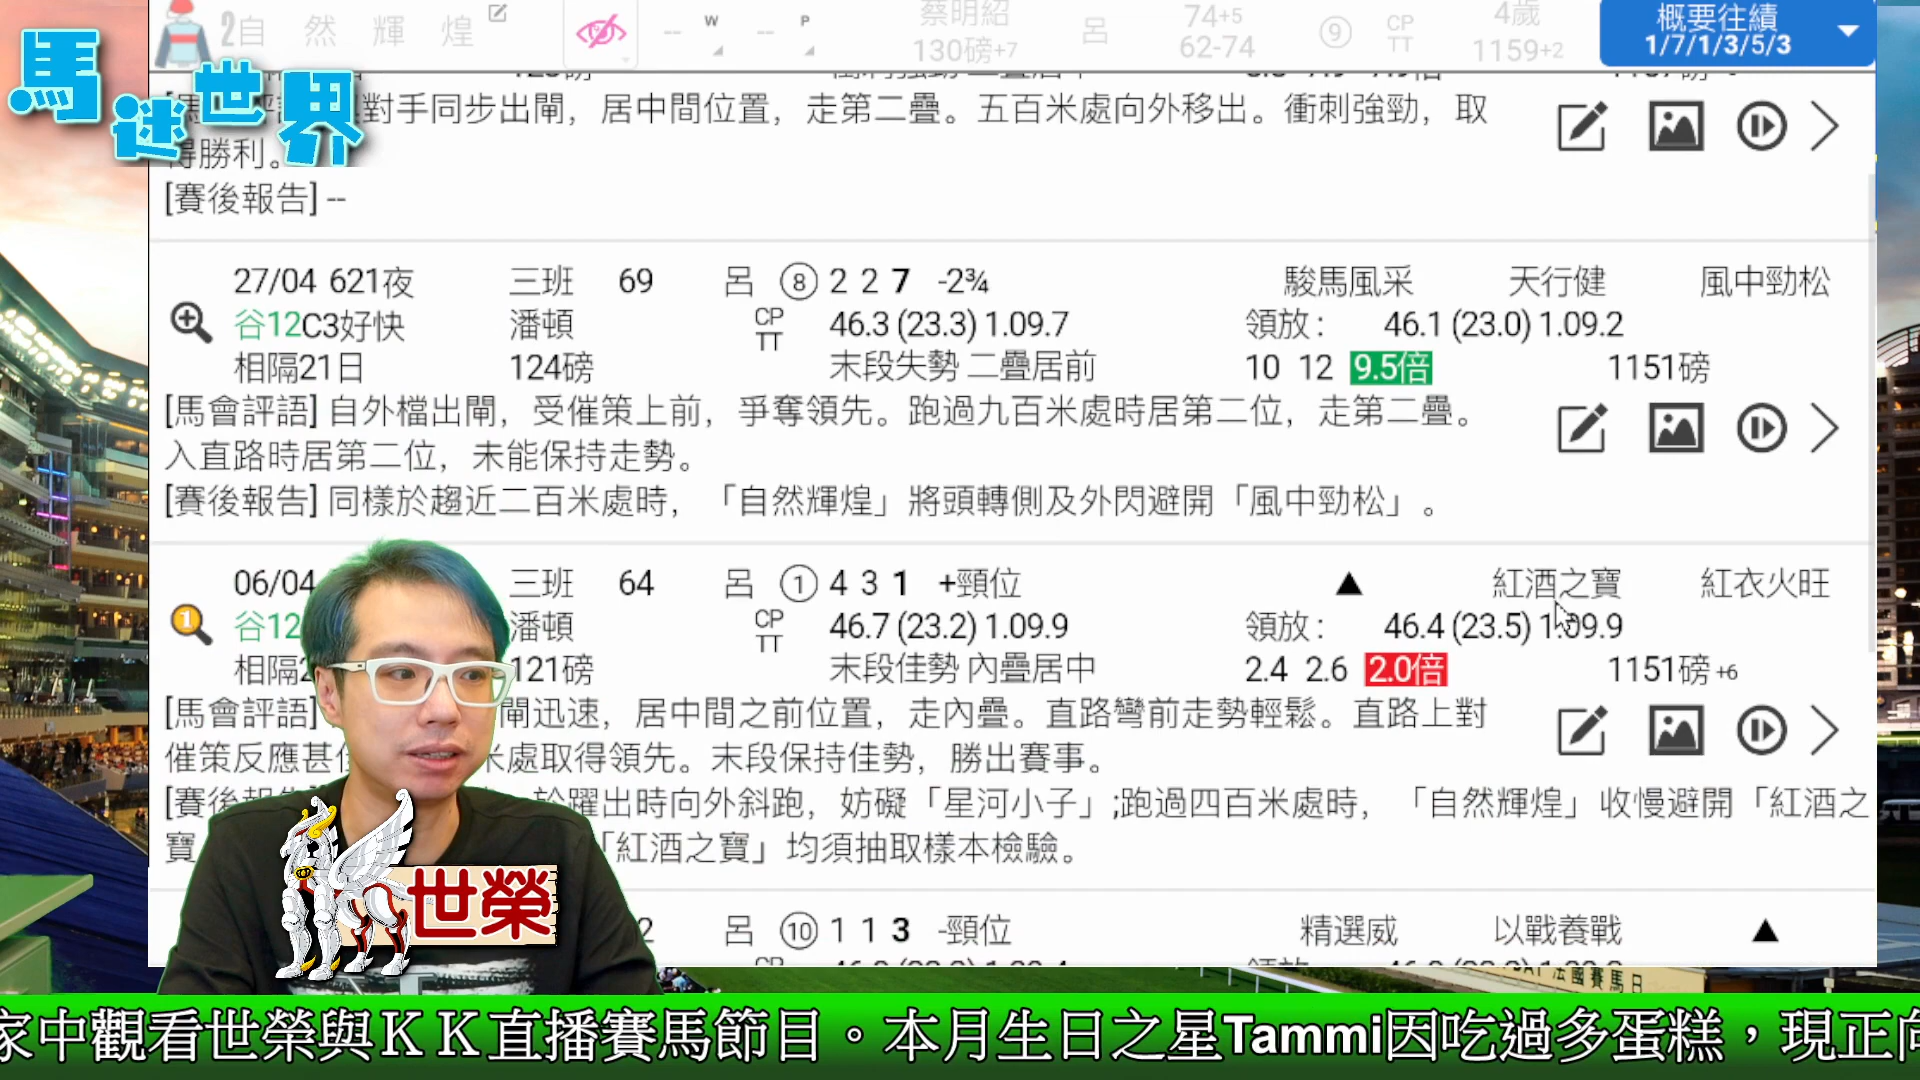 2自 然 輝 煌
W
P
蔡明紹
130磅+7
呂
74+5
62-74
9
CP
TT
4歲
1159+2
概要往績
1/7/1/3/5/3
馬迷世界
對手同步出閘，居中間位置，走第二疊。五百米處向外移出。衝刺強勁，取
得勝利。
[賽後報告] --
27/04 621夜 三班 69 呂 8 2 2 7 -2¾ 駿馬風采 天行健 風中勁松
谷12C3好快 潘頓 CP TT 46.3 (23.3) 1.09.7 領放： 46.1 (23.0) 1.09.2
相隔21日 124磅 末段失勢 二疊居前 10 12 9.5倍 1151磅
[馬會評語] 自外檔出閘，受催策上前，爭奪領先。跑過九百米處時居第二位，走第二疊。
入直路時居第二位，未能保持走勢。
[賽後報告] 同樣於趨近二百米處時，「自然輝煌」將頭轉側及外閃避開「風中勁松」。
06/04 三班 64 呂 1 4 3 1 +頸位 ▲ 紅酒之寶 紅衣火旺
1 谷12 潘頓 CP TT 46.7 (23.2) 1.09.9 領放： 46.4 (23.5) 1.09.9
相隔 121磅 末段佳勢 內疊居中 2.4 2.6 2.0倍 1151磅 +6
[馬會評語] 閘迅速，居中間之前位置，走內疊。直路彎前走勢輕鬆。直路上對
催策反應甚 米處取得領先。末段保持佳勢，勝出賽事。
[賽後 於躍出時向外斜跑，妨礙「星河小子」;跑過四百米處時，「自然輝煌」收慢避開「紅酒之
寶 「紅酒之寶」均須抽取樣本檢驗。
2 呂 10 1 1 3 -頸位 精選威 以戰養戰 ▲
世榮
法國賽馬日
家中觀看世榮與ＫＫ直播賽馬節目。本月生日之星Tammi因吃過多蛋糕，現正向